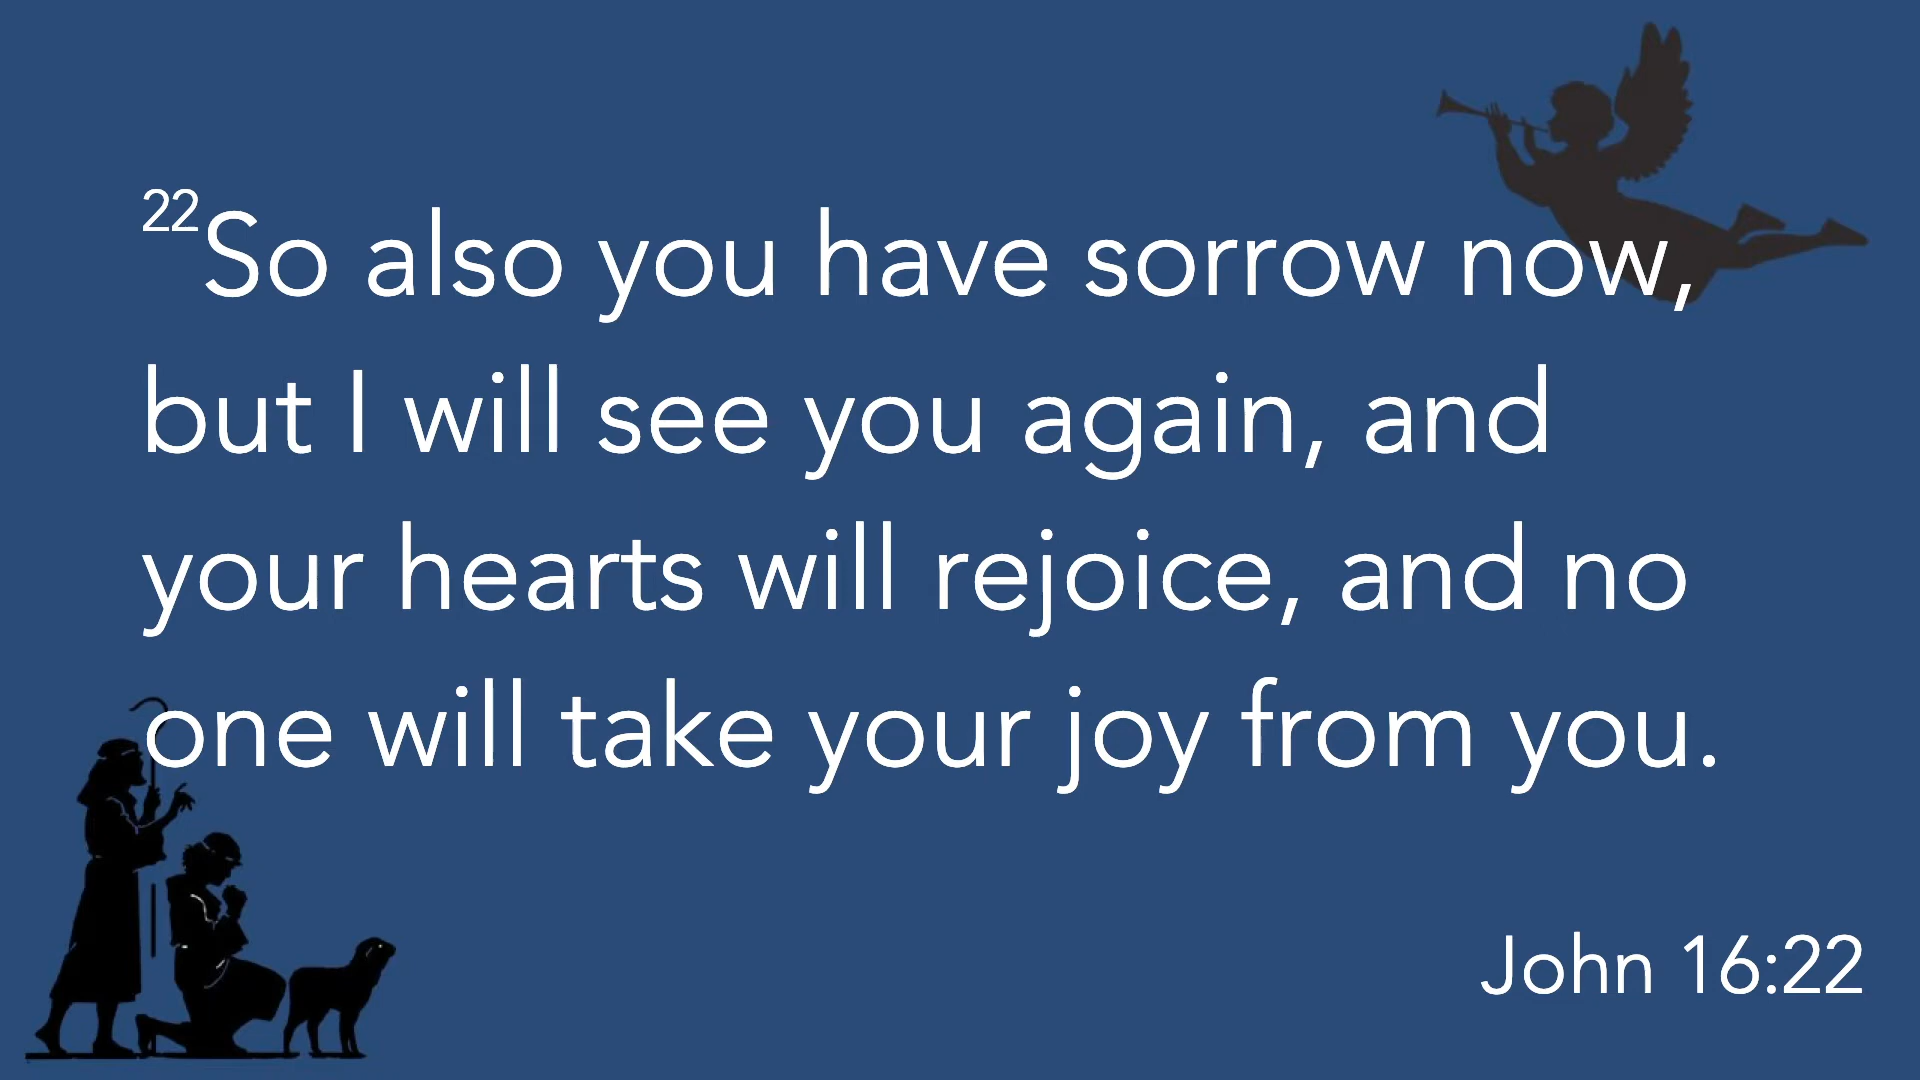 22So also you have sorrow now,
but I will see you again, and
your hearts will rejoice, and no
one will take your joy from you.
John 16:22